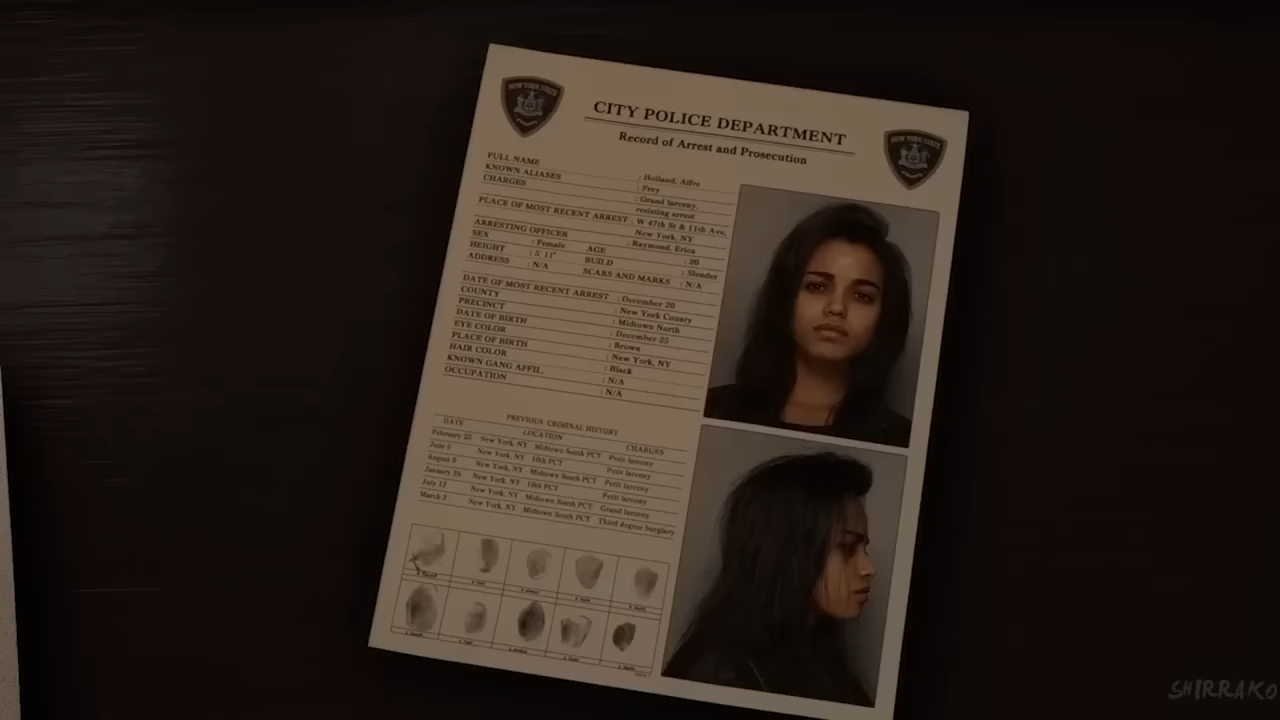 NEW YORK STATE
NEW YORK STATE
CITY POLICE DEPARTMENT
Record of Arrest and Prosecution
FULL NAME : Holland, Alfre
KNOWN ALIASES : Frey
CHARGES : Grand larceny,
resisting arrest
PLACE OF MOST RECENT ARREST : W 47th St & 11th Ave,
New York, NY
ARRESTING OFFICER : Raymond, Erica
SEX : Female AGE : 20
HEIGHT : 5' 11" BUILD : Slender
ADDRESS : N/A SCARS AND MARKS : N/A
DATE OF MOST RECENT ARREST : December 20
COUNTY : New York County
PRECINCT : Midtown North
DATE OF BIRTH : December 25
EYE COLOR : Brown
PLACE OF BIRTH : New York, NY
HAIR COLOR : Black
KNOWN GANG AFFIL. : N/A
OCCUPATION : N/A
PREVIOUS CRIMINAL HISTORY
DATE LOCATION CHARGES
February 23 New York, NY Midtown South PCT Petit larceny
June 5 New York, NY 10th PCT Petit larceny
August 8 New York, NY Midtown South PCT Petit larceny
January 24 New York, NY 10th PCT Petit larceny
July 12 New York, NY Midtown South PCT Grand larceny
March 2 New York, NY Midtown South PCT Third degree burglary
SHIRRAKO